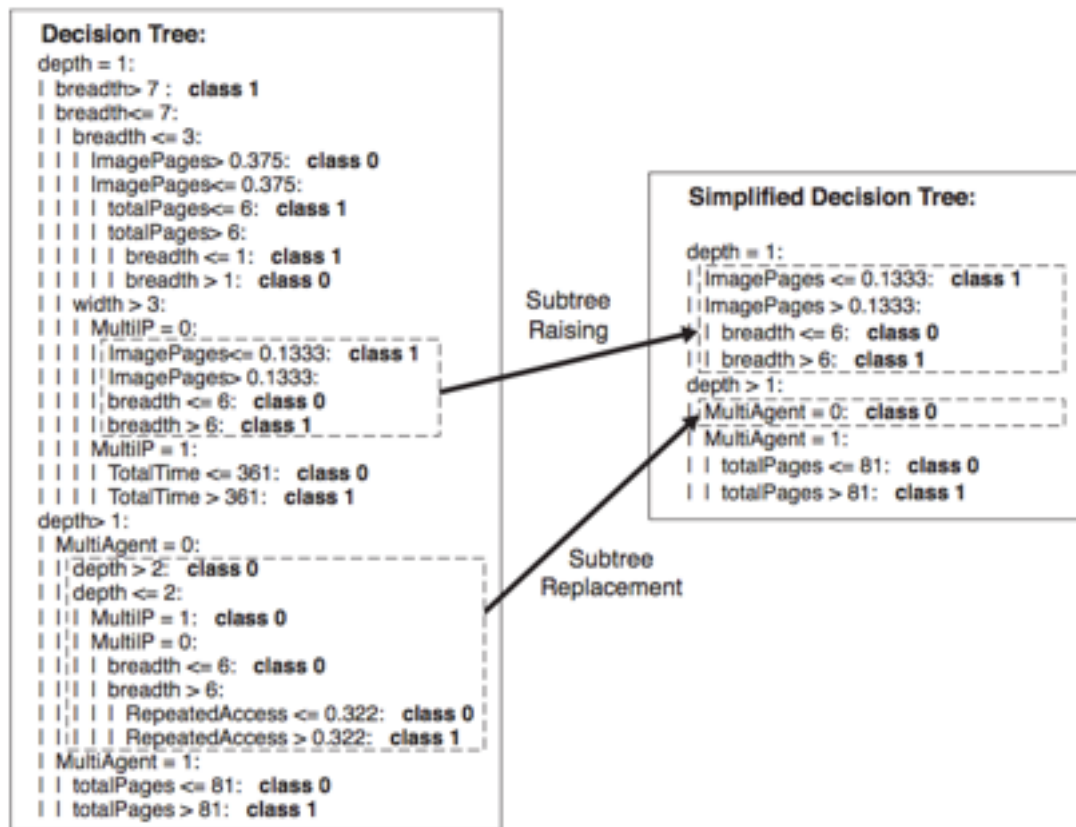 Decision Tree:
depth = 1:
| breadth> 7 : class 1
| breadth<= 7:
| | breadth <= 3:
| | | ImagePages> 0.375: class 0
| | | ImagePages<= 0.375:
| | | | totalPages<= 6: class 1
| | | | totalPages> 6:
| | | | | breadth <= 1: class 1
| | | | | breadth > 1: class 0
| | width > 3:
| | | MultiIP = 0:
| | | | ImagePages<= 0.1333: class 1
| | | | ImagePages> 0.1333:
| | | | breadth <= 6: class 0
| | | | breadth > 6: class 1
| | | MultiIP = 1:
| | | | TotalTime <= 361: class 0
| | | | TotalTime > 361: class 1
depth> 1:
| MultiAgent = 0:
| | depth > 2: class 0
| | depth <= 2:
| | | MultiIP = 1: class 0
| | | MultiIP = 0:
| | | | breadth <= 6: class 0
| | | | breadth > 6:
| | | | | RepeatedAccess <= 0.322: class 0
| | | | | RepeatedAccess > 0.322: class 1
| MultiAgent = 1:
| | totalPages <= 81: class 0
| | totalPages > 81: class 1
Subtree
Raising
Subtree
Replacement
Simplified Decision Tree:
depth = 1:
| ImagePages <= 0.1333: class 1
| ImagePages > 0.1333:
| | breadth <= 6: class 0
| | breadth > 6: class 1
depth > 1:
| MultiAgent = 0: class 0
| MultiAgent = 1:
| | totalPages <= 81: class 0
| | totalPages > 81: class 1